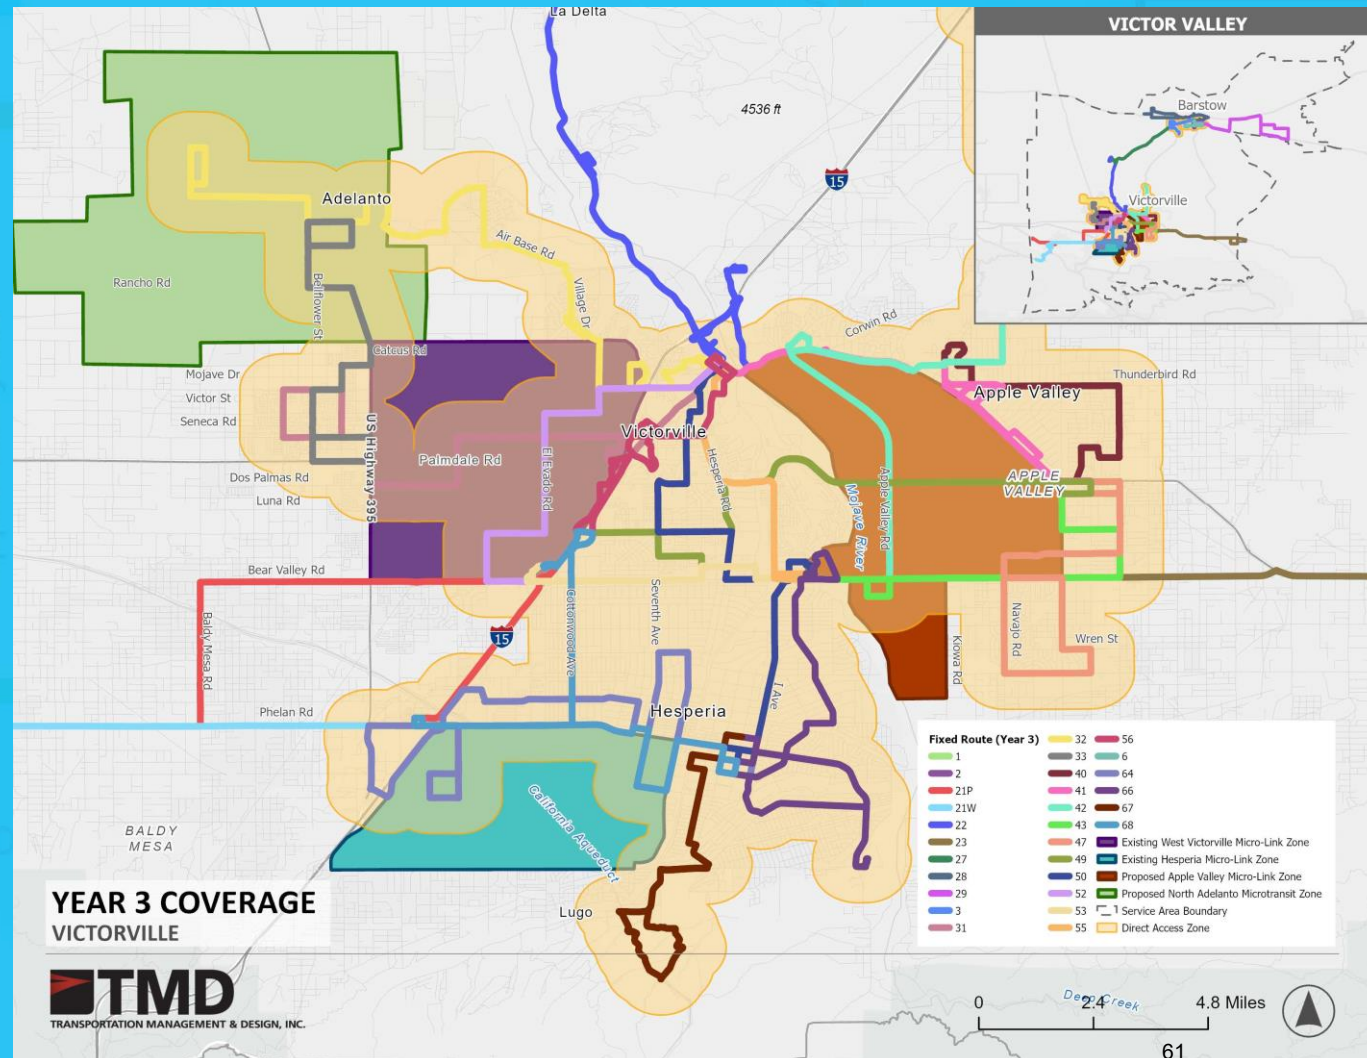 La Delta
VICTOR VALLEY
Barstow
Victorville
4536 ft
15
Adelanto
Air Base Rd
Rancho Rd
Bellflower St
Village Dr
Corwin Rd
Cateus Rd
Mojave Dr
Victor St
Seneca Rd
Thunderbird Rd
Apple Valley
US Highway 395
Victorville
Palmdale Rd
El Evado Rd
Hesperia Rd
Dos Palmas Rd
Luna Rd
Mojave River
Apple Valley Rd
APPLE
VALLEY
Bear Valley Rd
Baldy Mesa Rd
15
Cottonwood Ave
Seventh Ave
I Ave
Kiowa Rd
Navajo Rd
Wren St
Phelan Rd
Hesperia
California Aqueduct
BALDY
MESA
Lugo
Fixed Route (Year 3)
1
2
21P
21W
22
23
27
28
29
3
31
32
33
40
41
42
43
47
49
50
52
53
55
56
6
64
66
67
68
Existing West Victorville Micro-Link Zone
Existing Hesperia Micro-Link Zone
Proposed Apple Valley Micro-Link Zone
Proposed North Adelanto Microtransit Zone
Service Area Boundary
Direct Access Zone
YEAR 3 COVERAGE
VICTORVILLE
TMD
TRANSPORTATION MANAGEMENT & DESIGN, INC.
Deep Creek
0 2.4 4.8 Miles
61